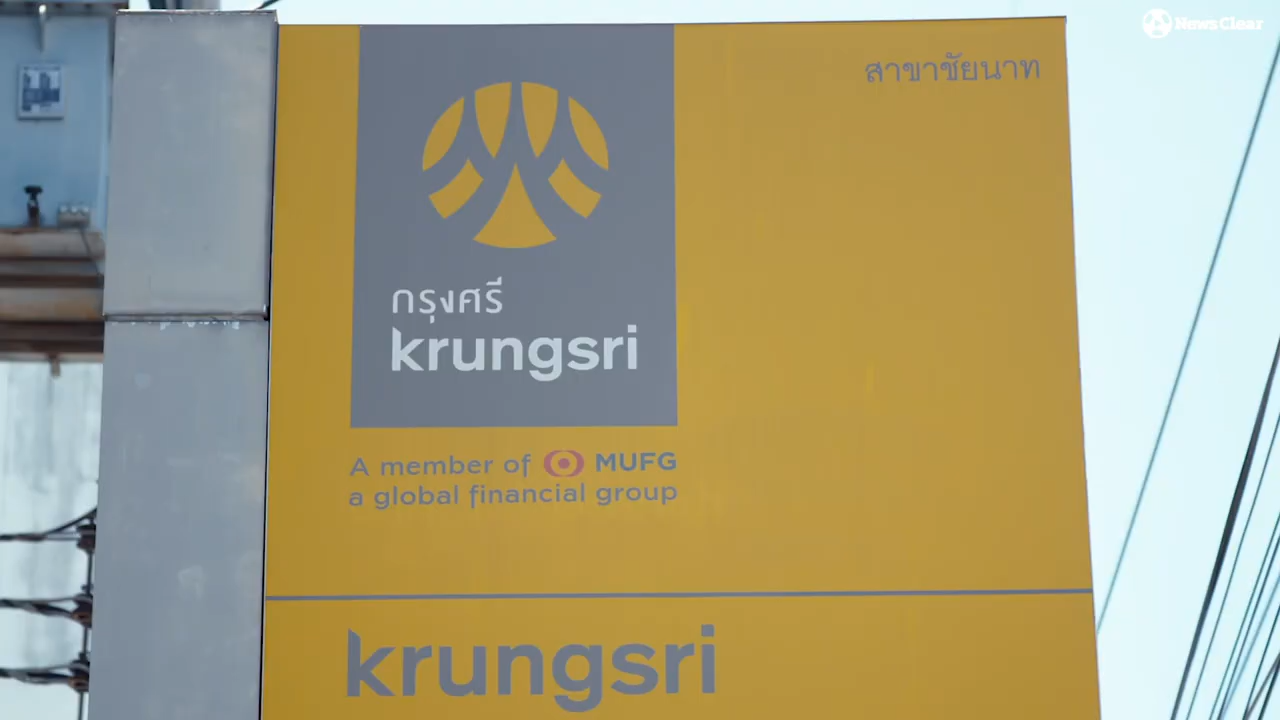 NewsClear
สาขาชัยนาท
กรุงศรี
krungsri
A member of MUFG
a global financial group
krungsri